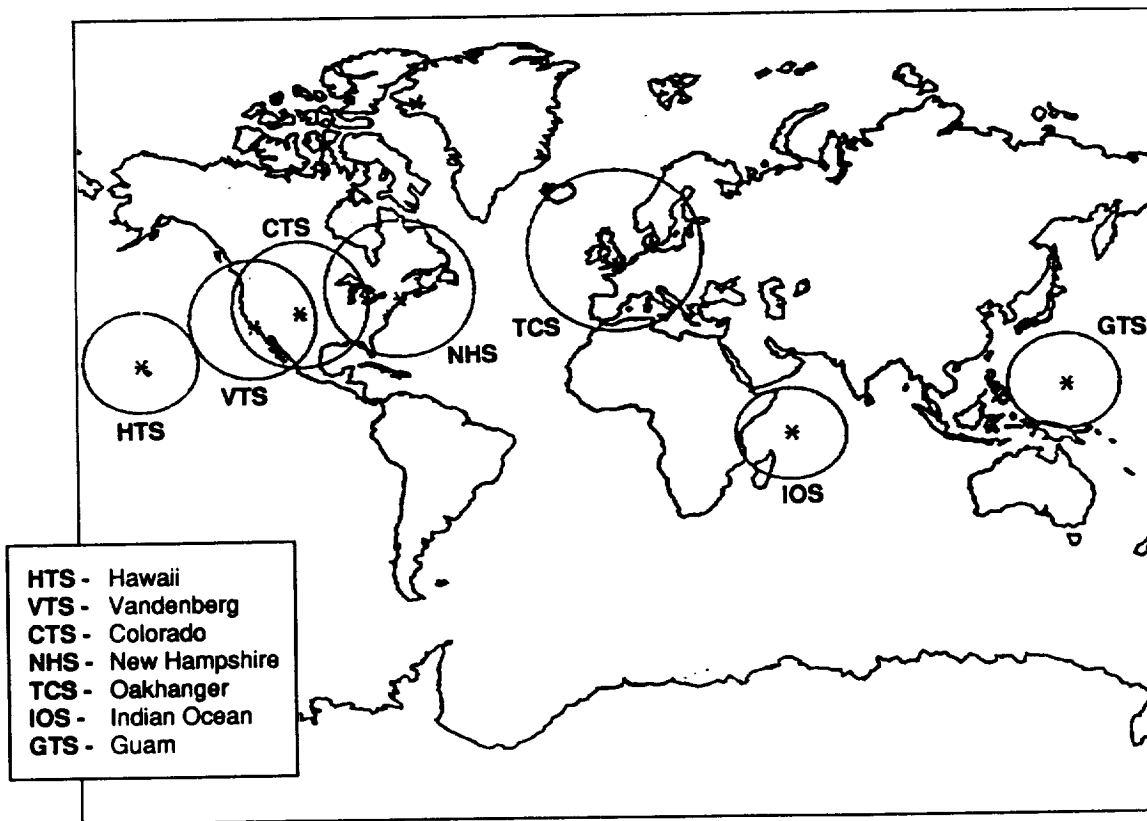 CTS
NHS
TCS
GTS
VTS
HTS
IOS
HTS - Hawaii
VTS - Vandenberg
CTS - Colorado
NHS - New Hampshire
TCS - Oakhanger
IOS - Indian Ocean
GTS - Guam